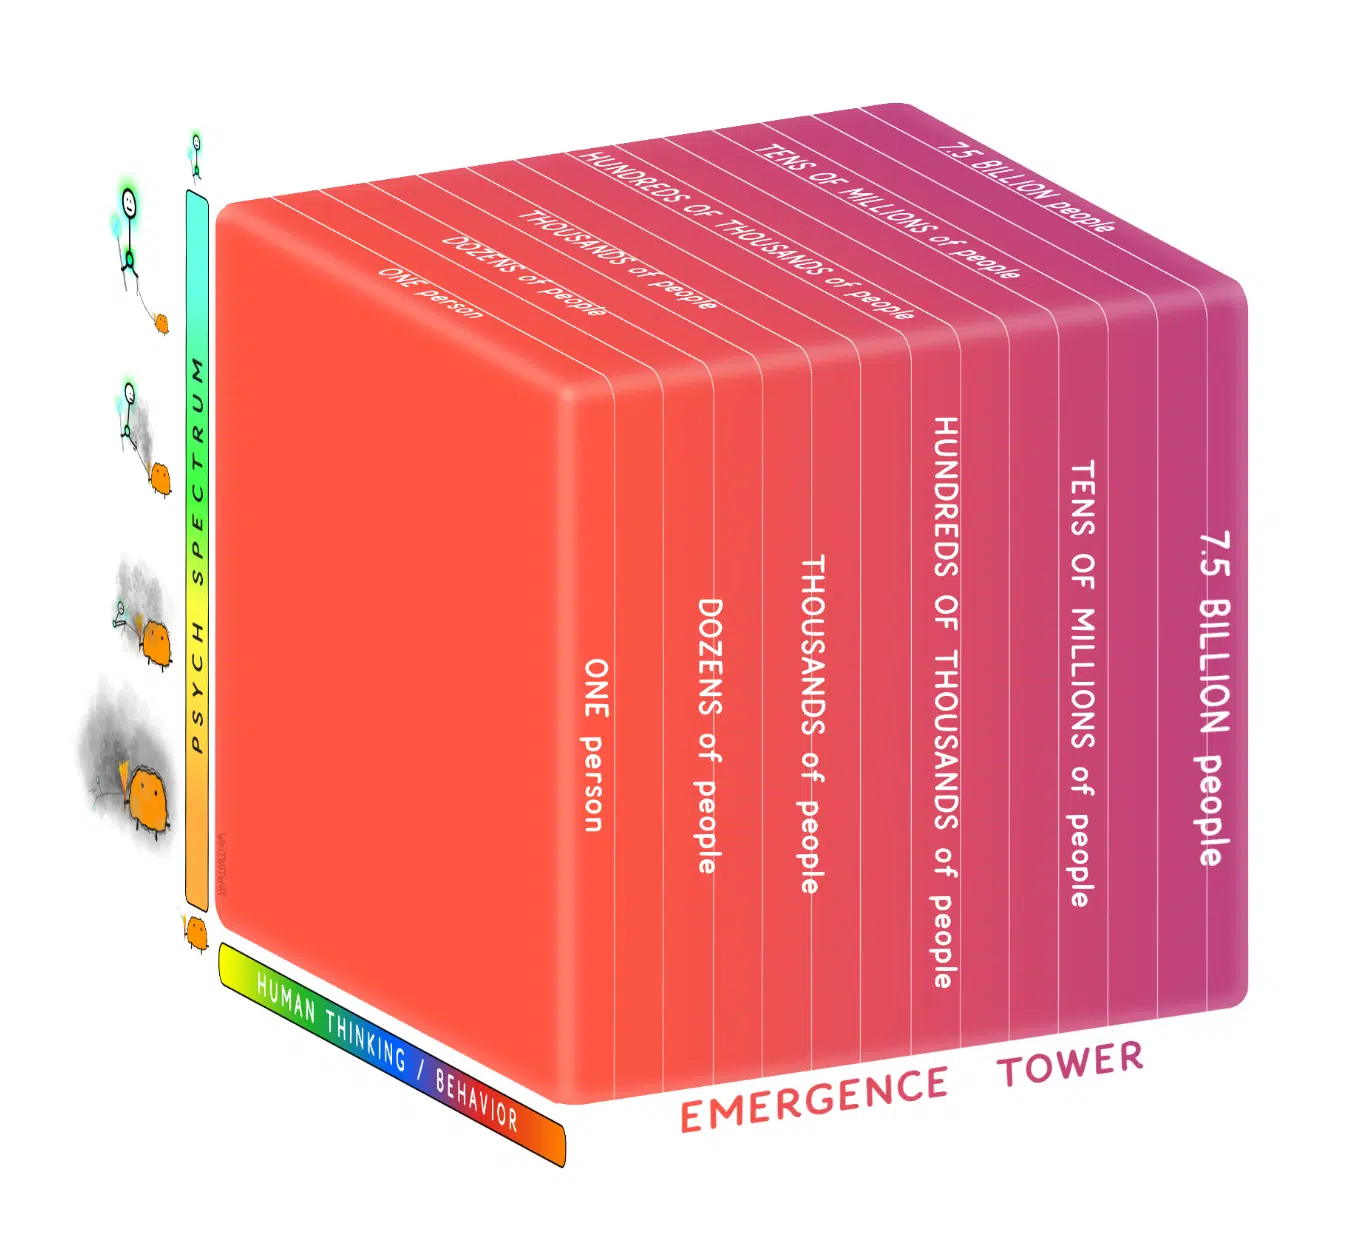 7.5 BILLION people
TENS OF MILLIONS of people
HUNDREDS OF THOUSANDS of people
THOUSANDS of people
DOZENS of people
ONE person
PSYCH SPECTRUM
ONE person
DOZENS of people
THOUSANDS of people
HUNDREDS OF THOUSANDS of people
TENS OF MILLIONS of people
7.5 BILLION people
WAITBUTWHY
HUMAN THINKING / BEHAVIOR
EMERGENCE TOWER